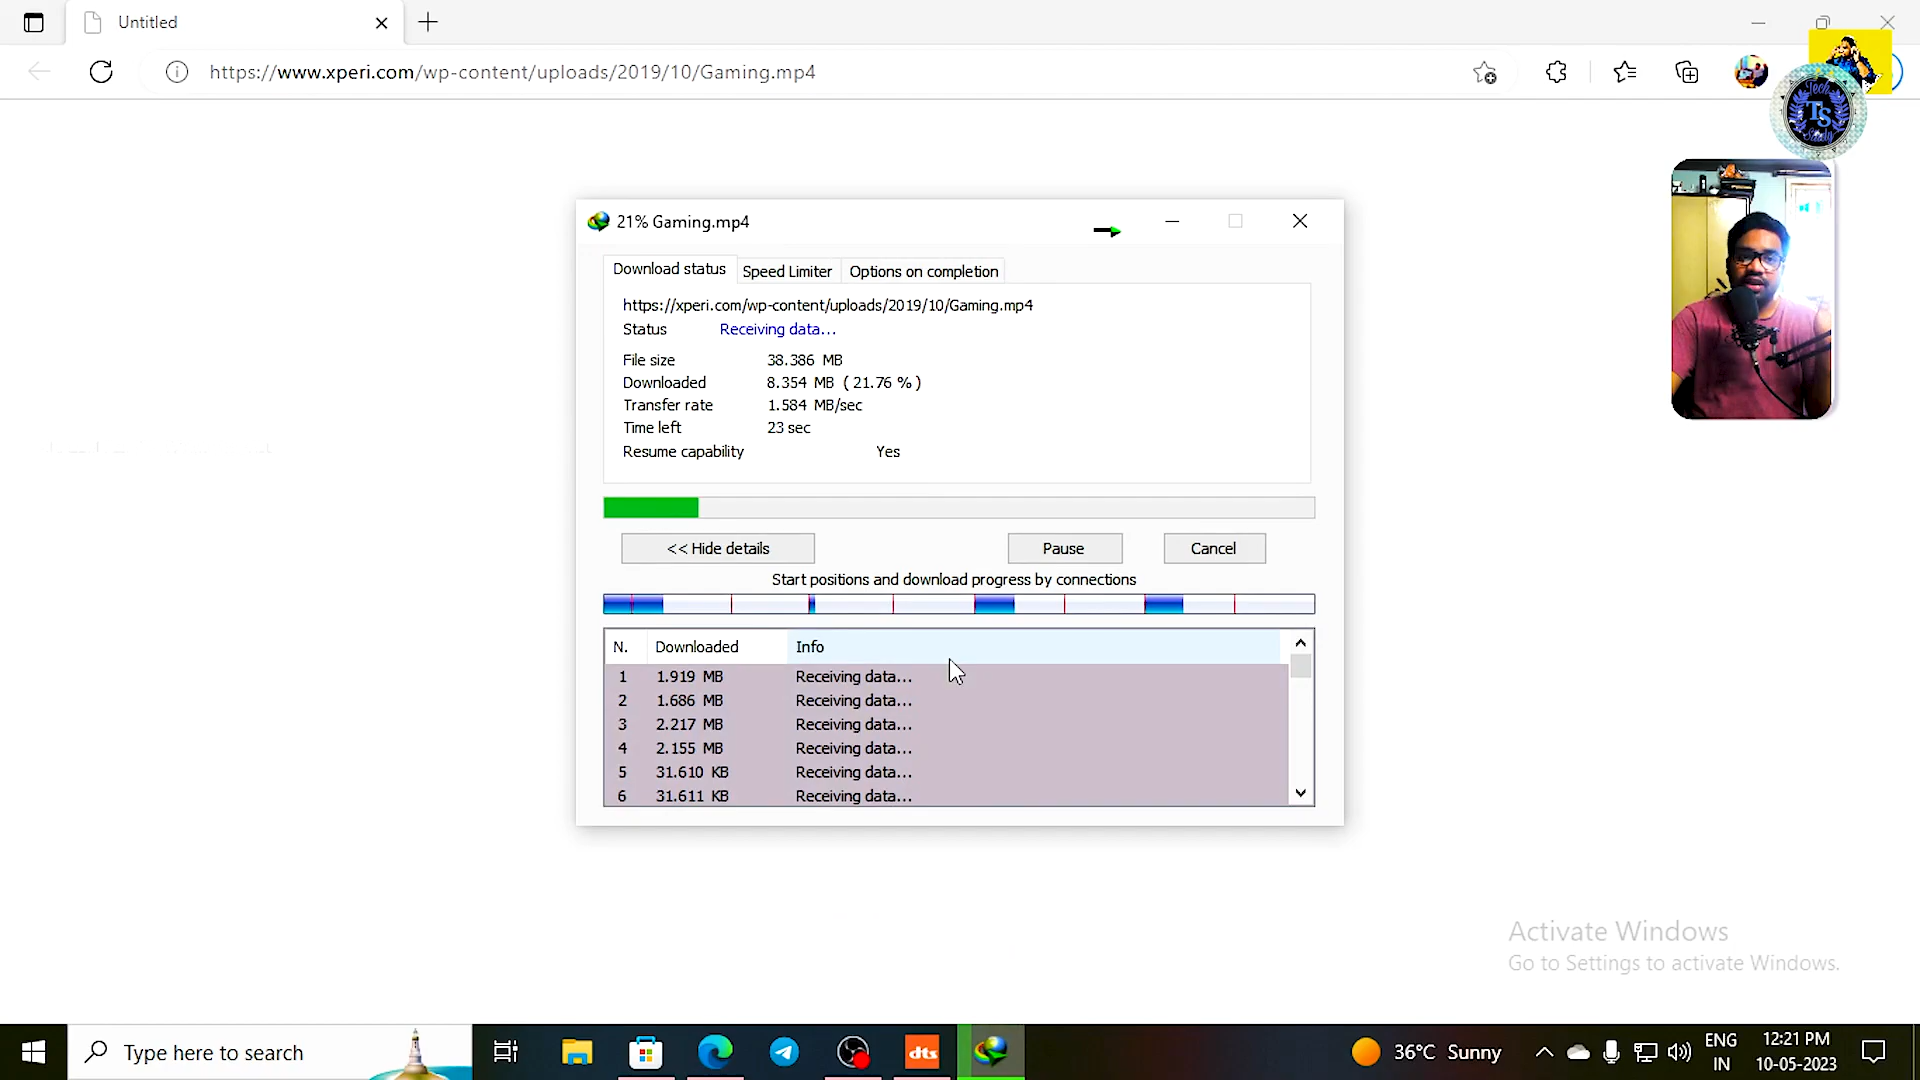 Untitled
https://www.xperi.com/wp-content/uploads/2019/10/Gaming.mp4
Tech
TS
Study
21% Gaming.mp4
Download status
Speed Limiter
Options on completion
https://xperi.com/wp-content/uploads/2019/10/Gaming.mp4
Status Receiving data...
File size 38.386 MB
Downloaded 8.354 MB ( 21.76 % )
Transfer rate 1.584 MB/sec
Time left 23 sec
Resume capability Yes
<< Hide details
Pause
Cancel
Start positions and download progress by connections
N. Downloaded Info
1 1.919 MB Receiving data...
2 1.686 MB Receiving data...
3 2.217 MB Receiving data...
4 2.155 MB Receiving data...
5 31.610 KB Receiving data...
6 31.611 KB Receiving data...
Activate Windows
Go to Settings to activate Windows.
Type here to search
dts
36°C Sunny
ENG
IN
12:21 PM
10-05-2023